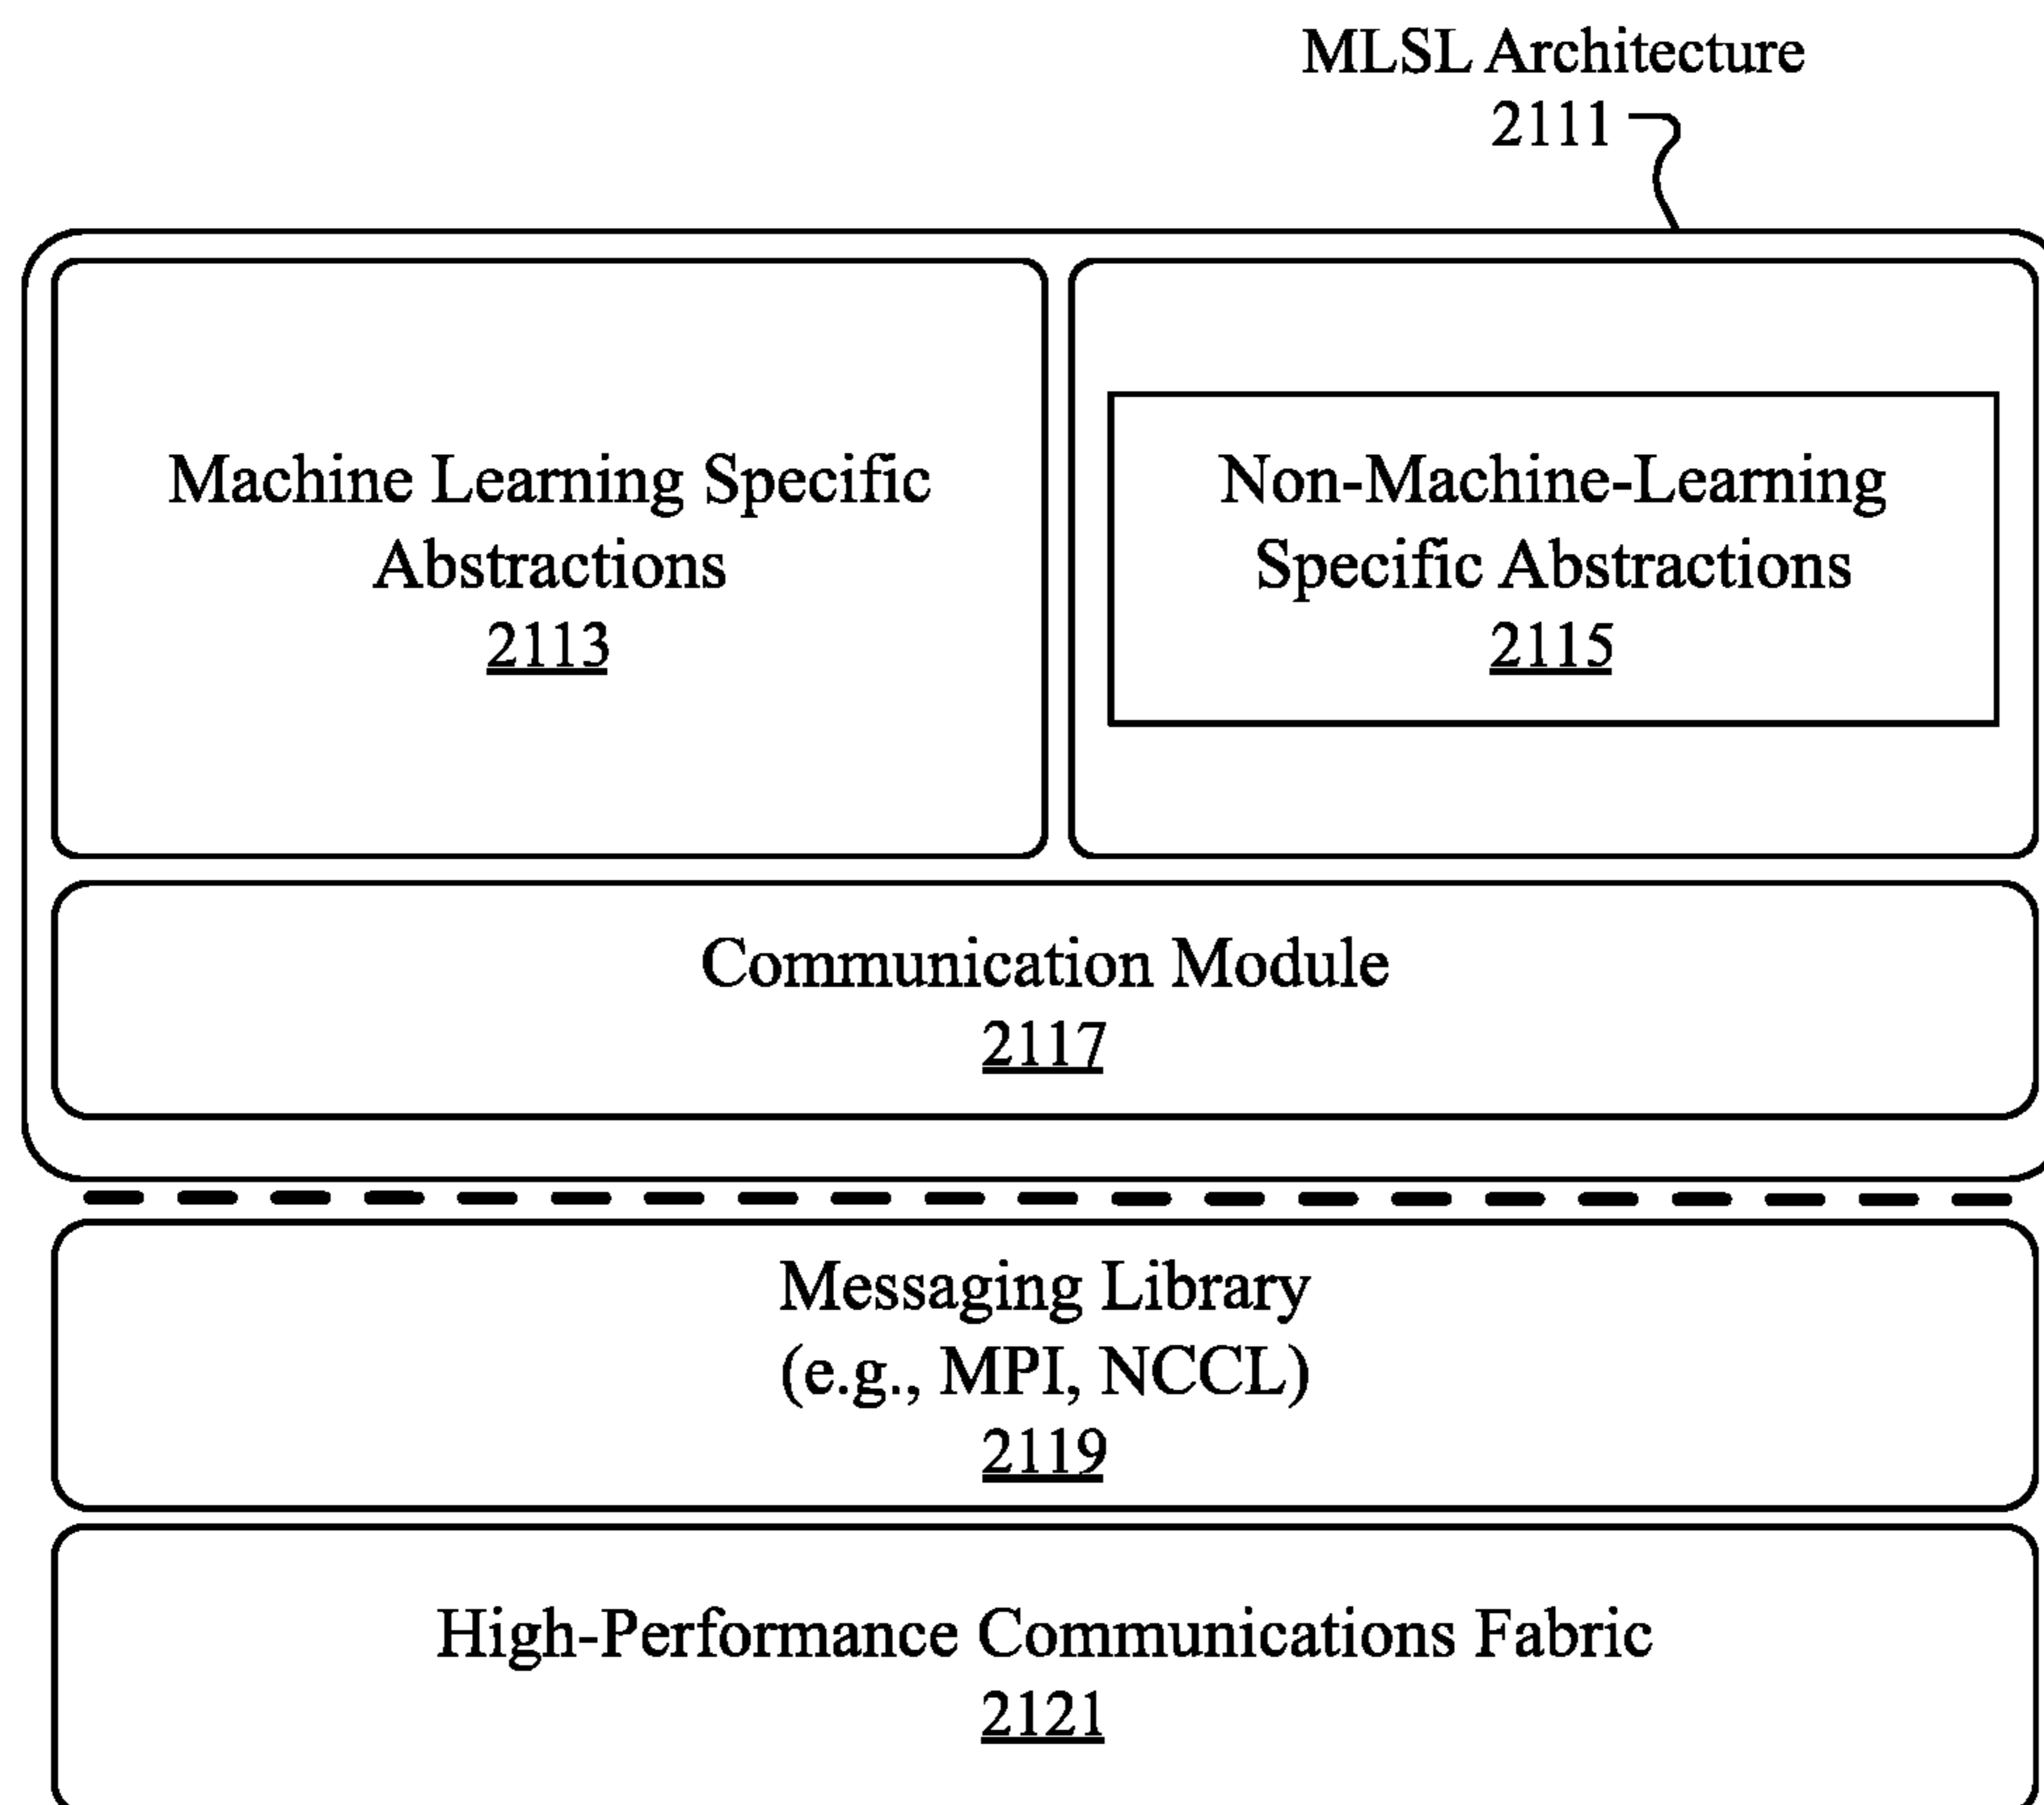 MLSL Architecture
2111
Machine Learning Specific
Abstractions
2113
Non-Machine-Learning
Specific Abstractions
2115
Communication Module
2117
Messaging Library
(e.g., MPI, NCCL)
2119
High-Performance Communications Fabric
2121